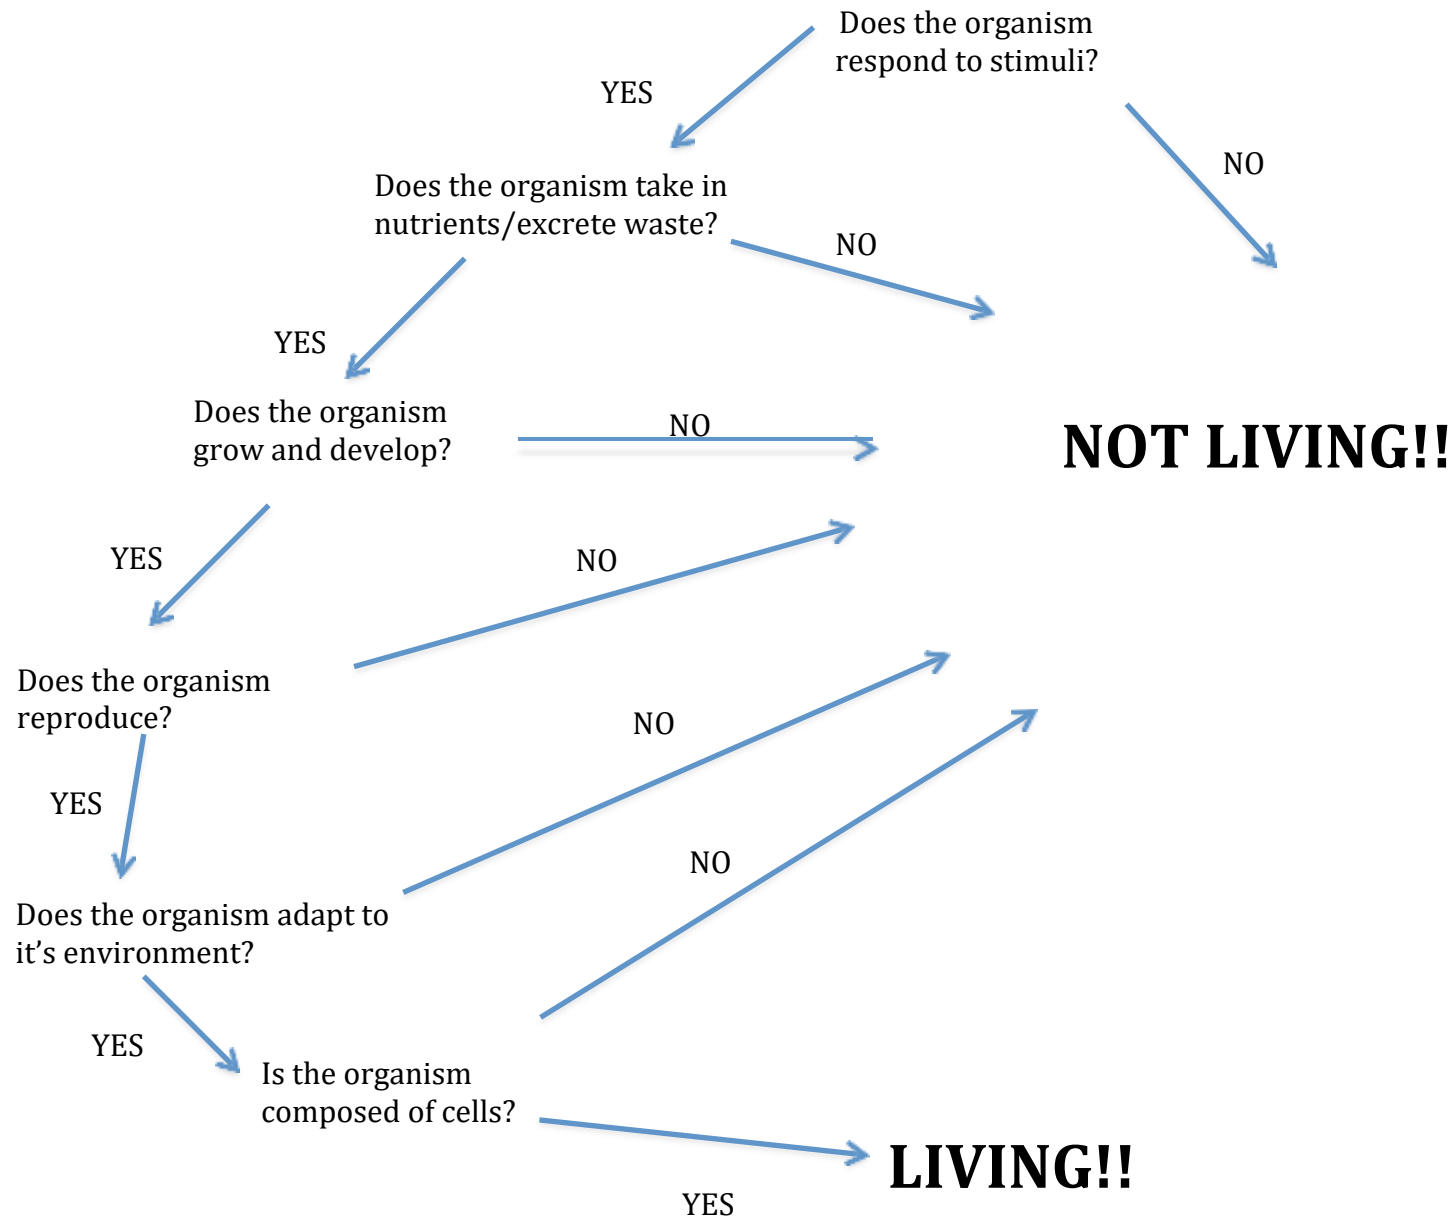 Does the organism
respond to stimuli?
YES
NO
Does the organism take in
nutrients/excrete waste?
NO
YES
Does the organism
grow and develop?
NO
NOT LIVING!!
YES
NO
Does the organism
reproduce?
NO
YES
NO
Does the organism adapt to
it’s environment?
YES
Is the organism
composed of cells?
LIVING!!
YES